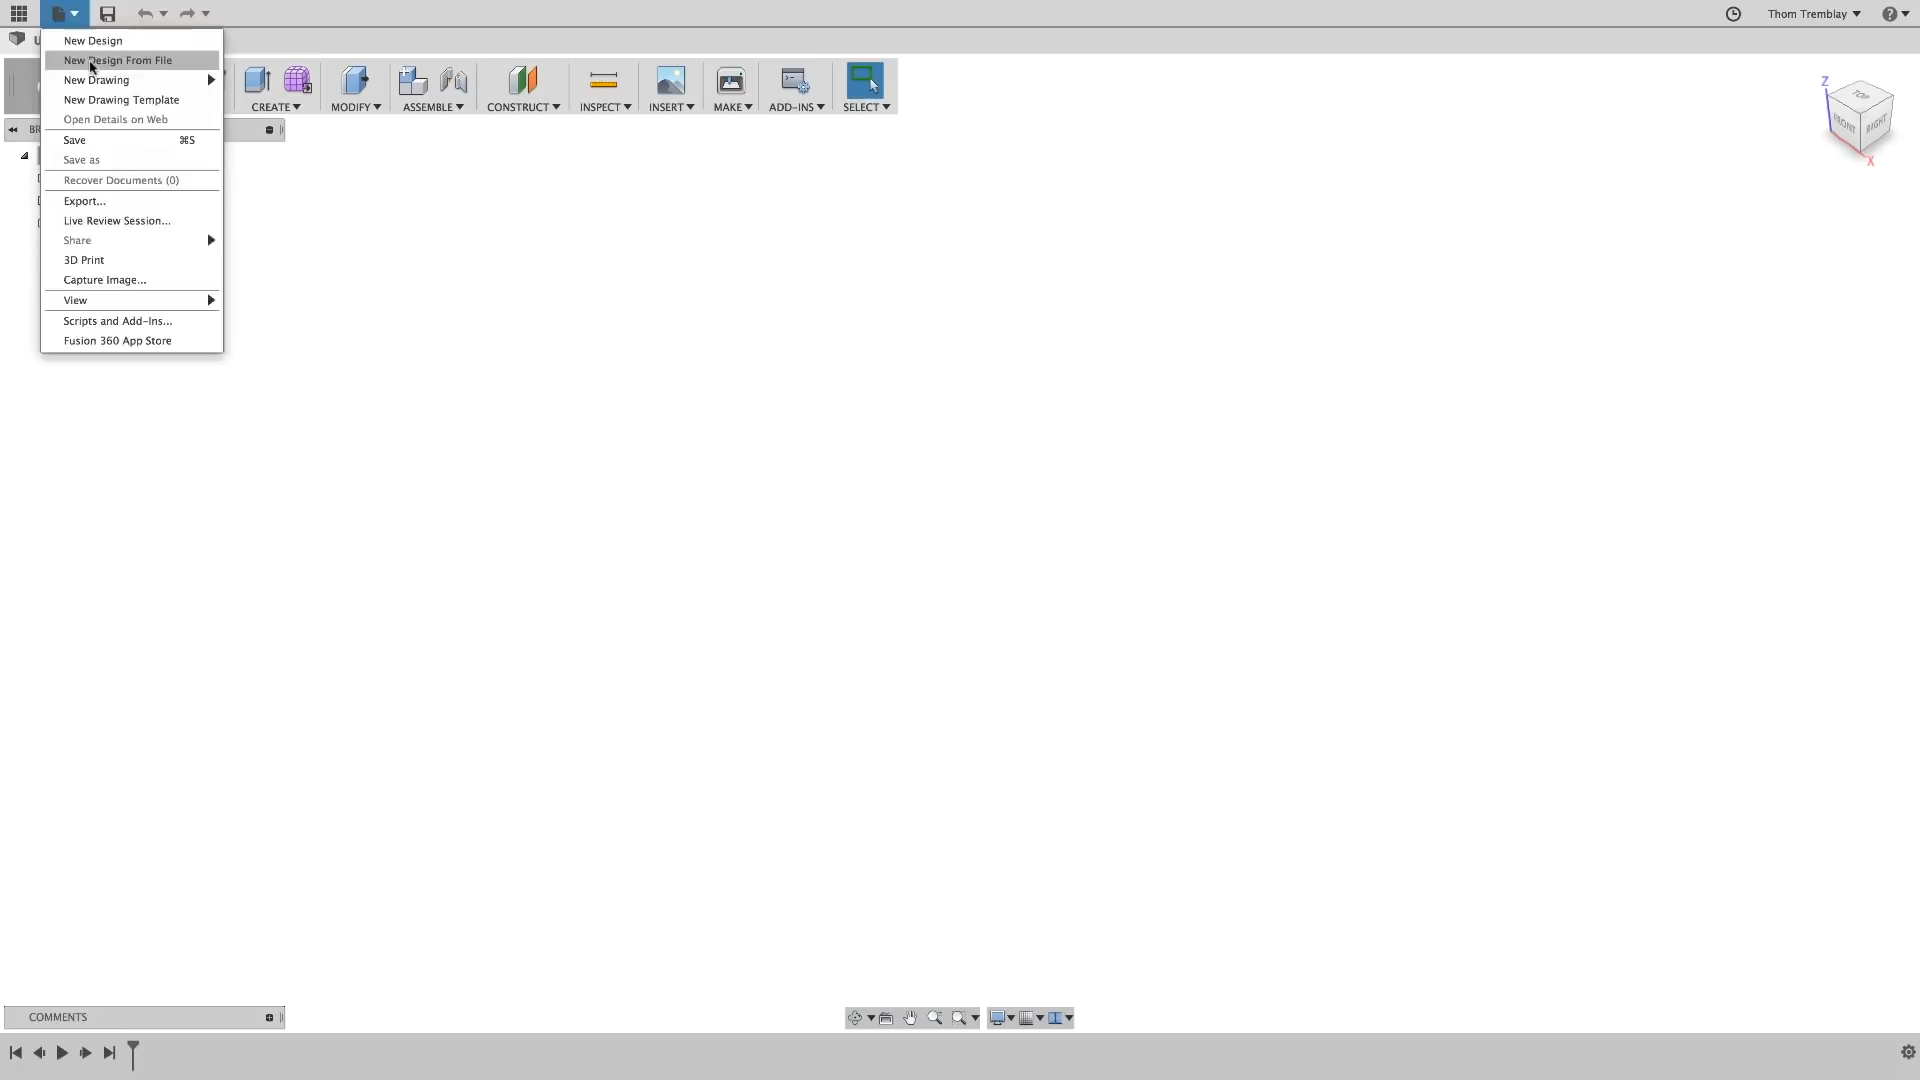 Thom Tremblay
New Design
New Design From File
New Drawing
New Drawing Template
Open Details on Web
Save ⌘S
Save as
Recover Documents (0)
Export...
Live Review Session...
Share
3D Print
Capture Image...
View
Scripts and Add-Ins...
Fusion 360 App Store
U
CREATE
MODIFY
ASSEMBLE
CONSTRUCT
INSPECT
INSERT
MAKE
ADD-INS
SELECT
BR
Z
TOP
FRONT
RIGHT
X
COMMENTS